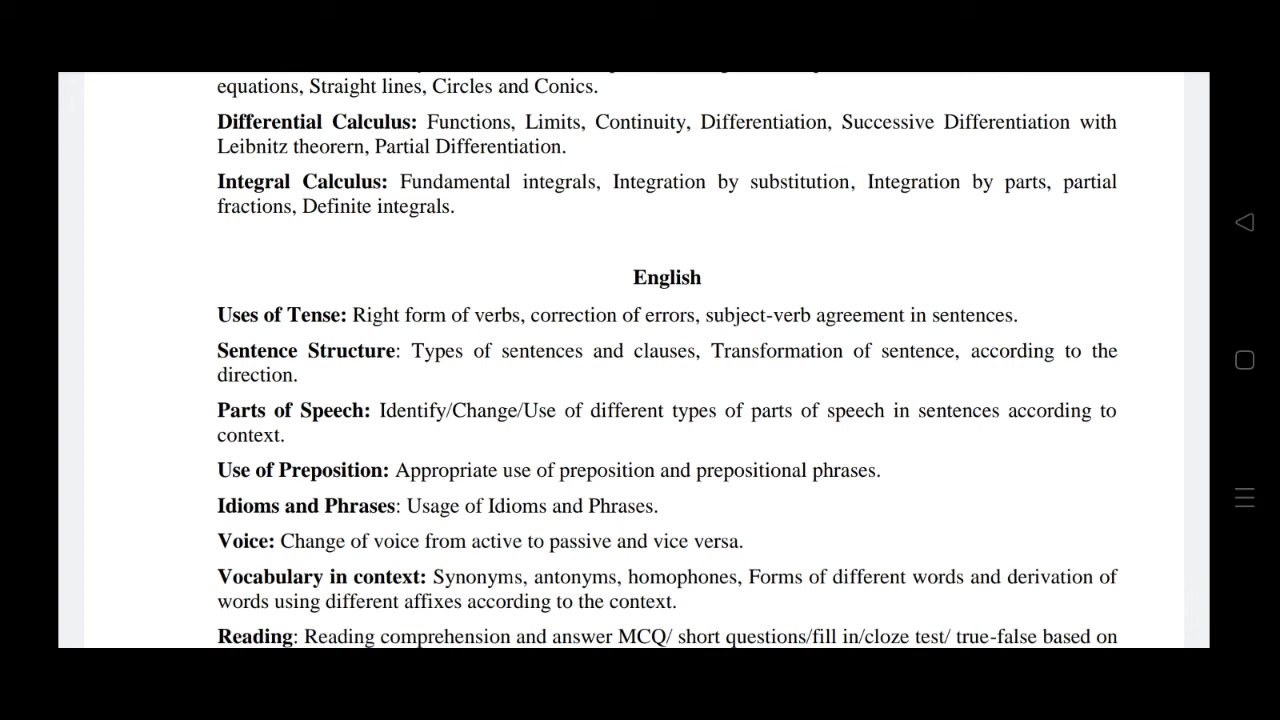 equations, Straight lines, Circles and Conics.
Differential Calculus: Functions, Limits, Continuity, Differentiation, Successive Differentiation with
Leibnitz theorern, Partial Differentiation.
Integral Calculus: Fundamental integrals, Integration by substitution, Integration by parts, partial
fractions, Definite integrals.
English
Uses of Tense: Right form of verbs, correction of errors, subject-verb agreement in sentences.
Sentence Structure: Types of sentences and clauses, Transformation of sentence, according to the
direction.
Parts of Speech: Identify/Change/Use of different types of parts of speech in sentences according to
context.
Use of Preposition: Appropriate use of preposition and prepositional phrases.
Idioms and Phrases: Usage of Idioms and Phrases.
Voice: Change of voice from active to passive and vice versa.
Vocabulary in context: Synonyms, antonyms, homophones, Forms of different words and derivation of
words using different affixes according to the context.
Reading: Reading comprehension and answer MCQ/ short questions/fill in/cloze test/ true-false based on